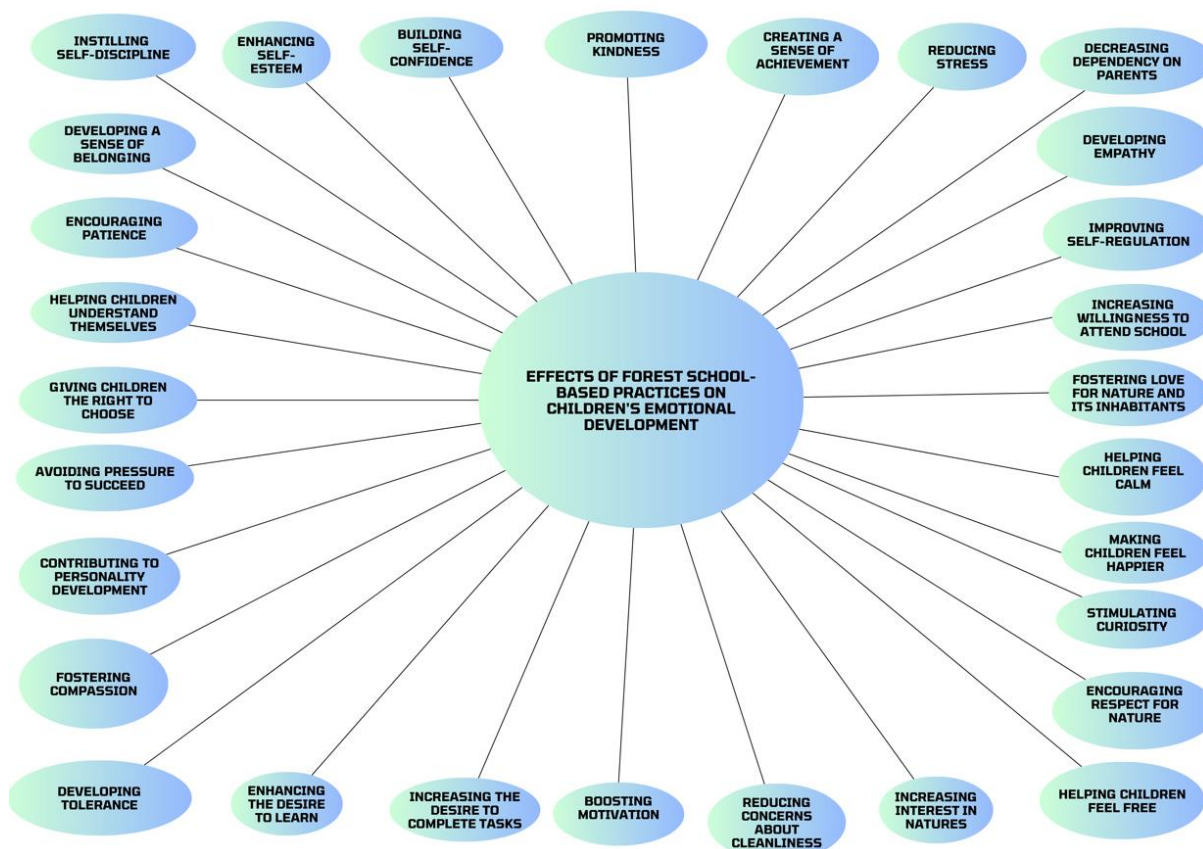 INSTILLING
SELF-DISCIPLINE
ENHANCING
SELF-
ESTEEM
BUILDING
SELF-
CONFIDENCE
PROMOTING
KINDNESS
CREATING A
SENSE OF
ACHIEVEMENT
REDUCING
STRESS
DECREASING
DEPENDENCY ON
PARENTS
DEVELOPING A
SENSE OF
BELONGING
DEVELOPING
EMPATHY
ENCOURAGING
PATIENCE
IMPROVING
SELF-REGULATION
HELPING CHILDREN
UNDERSTAND
THEMSELVES
INCREASING
WILLINGNESS TO
ATTEND SCHOOL
EFFECTS OF FOREST SCHOOL-
BASED PRACTICES ON
CHILDREN'S EMOTIONAL
DEVELOPMENT
GIVING CHILDREN
THE RIGHT TO
CHOOSE
FOSTERING LOVE
FOR NATURE AND
ITS INHABITANTS
AVOIDING PRESSURE
TO SUCCEED
HELPING
CHILDREN FEEL
CALM
CONTRIBUTING TO
PERSONALITY
DEVELOPMENT
MAKING
CHILDREN FEEL
HAPPIER
STIMULATING
CURIOSITY
FOSTERING
COMPASSION
ENCOURAGING
RESPECT FOR
NATURE
DEVELOPING
TOLERANCE
ENHANCING
THE DESIRE
TO LEARN
INCREASING THE
DESIRE TO
COMPLETE TASKS
BOOSTING
MOTIVATION
REDUCING
CONCERNS
ABOUT
CLEANLINESS
INCREASING
INTEREST IN
NATURES
HELPING CHILDREN
FEEL FREE